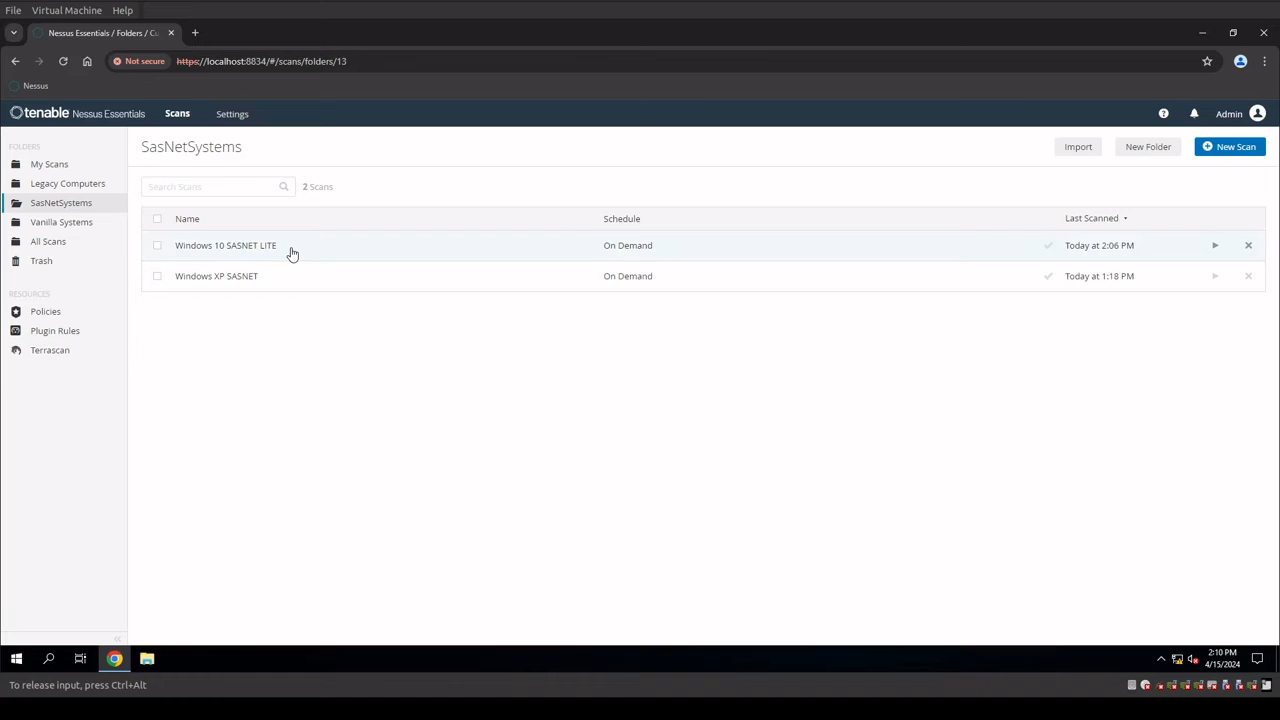 File Virtual Machine Help
Nessus Essentials / Folders / Cu
Not secure https://localhost:8834/#/scans/folders/13
Nessus
tenable Nessus Essentials Scans Settings Admin
FOLDERS
My Scans
Legacy Computers
SasNetSystems
Vanilla Systems
All Scans
Trash
RESOURCES
Policies
Plugin Rules
Terrascan
SasNetSystems Import New Folder New Scan
Search Scans 2 Scans
Name Schedule Last Scanned
Windows 10 SASNET LITE On Demand Today at 2:06 PM
Windows XP SASNET On Demand Today at 1:18 PM
2:10 PM
4/15/2024
To release input, press Ctrl+Alt